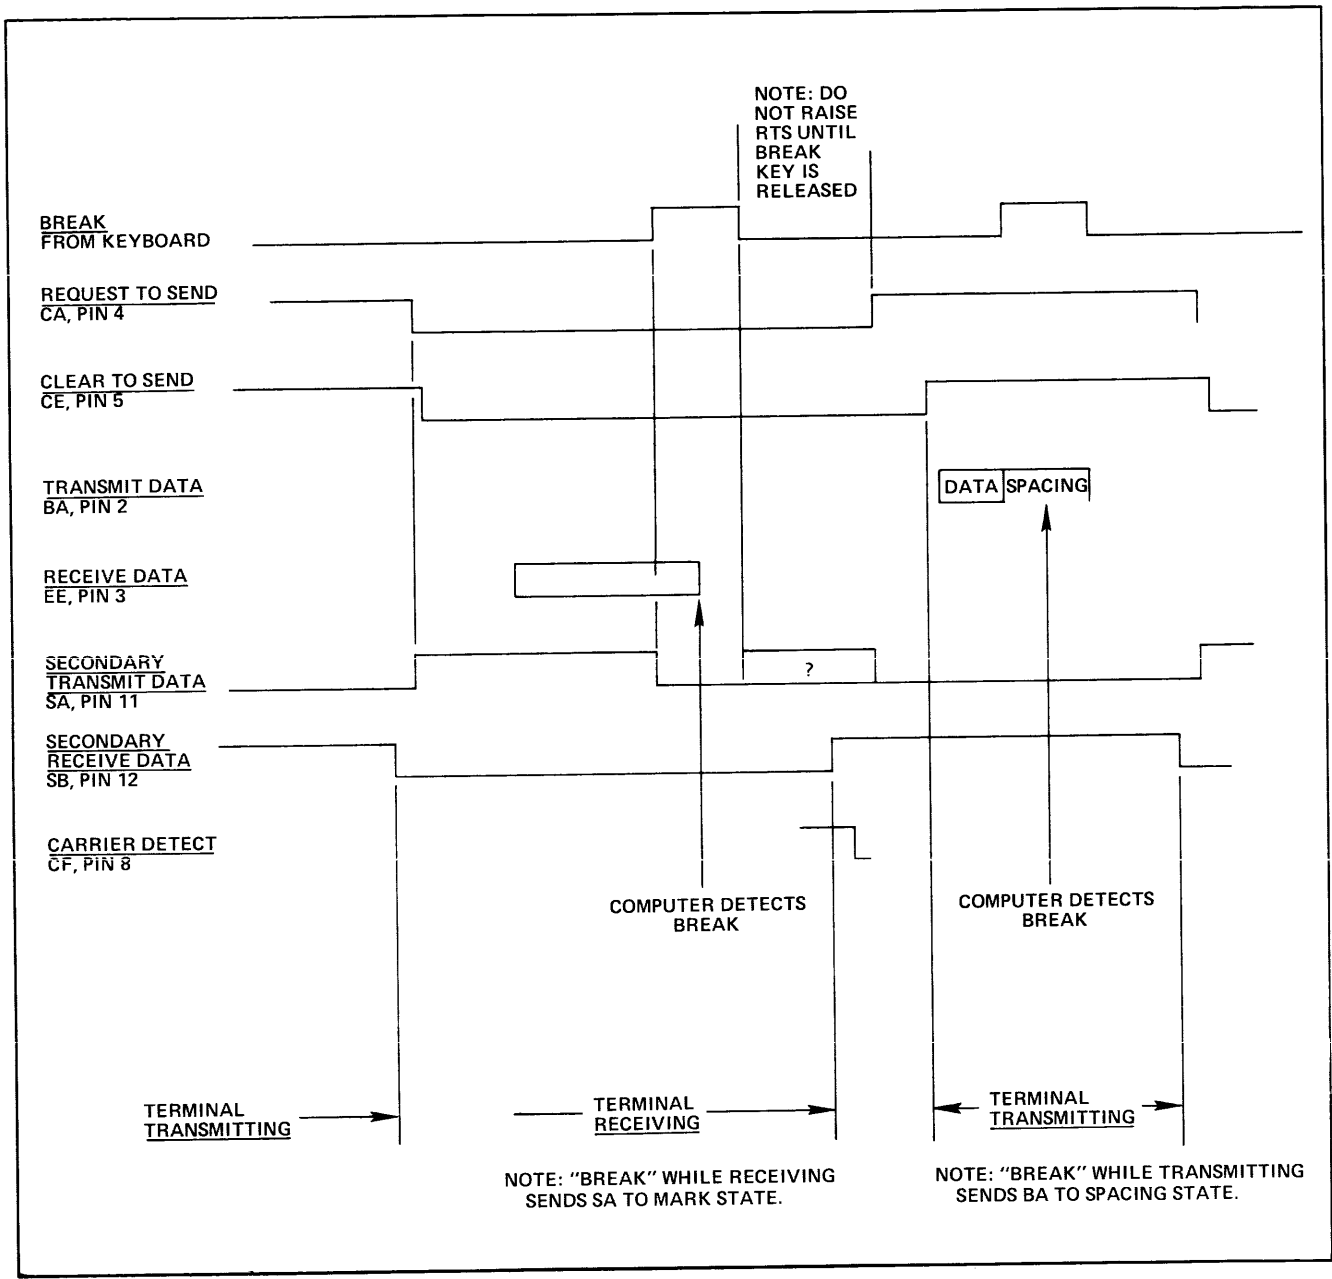 NOTE: DO
NOT RAISE
RTS UNTIL
BREAK
KEY IS
RELEASED
BREAK
FROM KEYBOARD
REQUEST TO SEND
CA, PIN 4
CLEAR TO SEND
CE, PIN 5
TRANSMIT DATA
BA, PIN 2
DATA SPACING
RECEIVE DATA
EE, PIN 3
SECONDARY
TRANSMIT DATA
SA, PIN 11
?
SECONDARY
RECEIVE DATA
SB, PIN 12
CARRIER DETECT
CF, PIN 8
COMPUTER DETECTS
BREAK
COMPUTER DETECTS
BREAK
TERMINAL
TRANSMITTING
TERMINAL
RECEIVING
TERMINAL
TRANSMITTING
NOTE: "BREAK" WHILE RECEIVING
SENDS SA TO MARK STATE.
NOTE: "BREAK" WHILE TRANSMITTING
SENDS BA TO SPACING STATE.